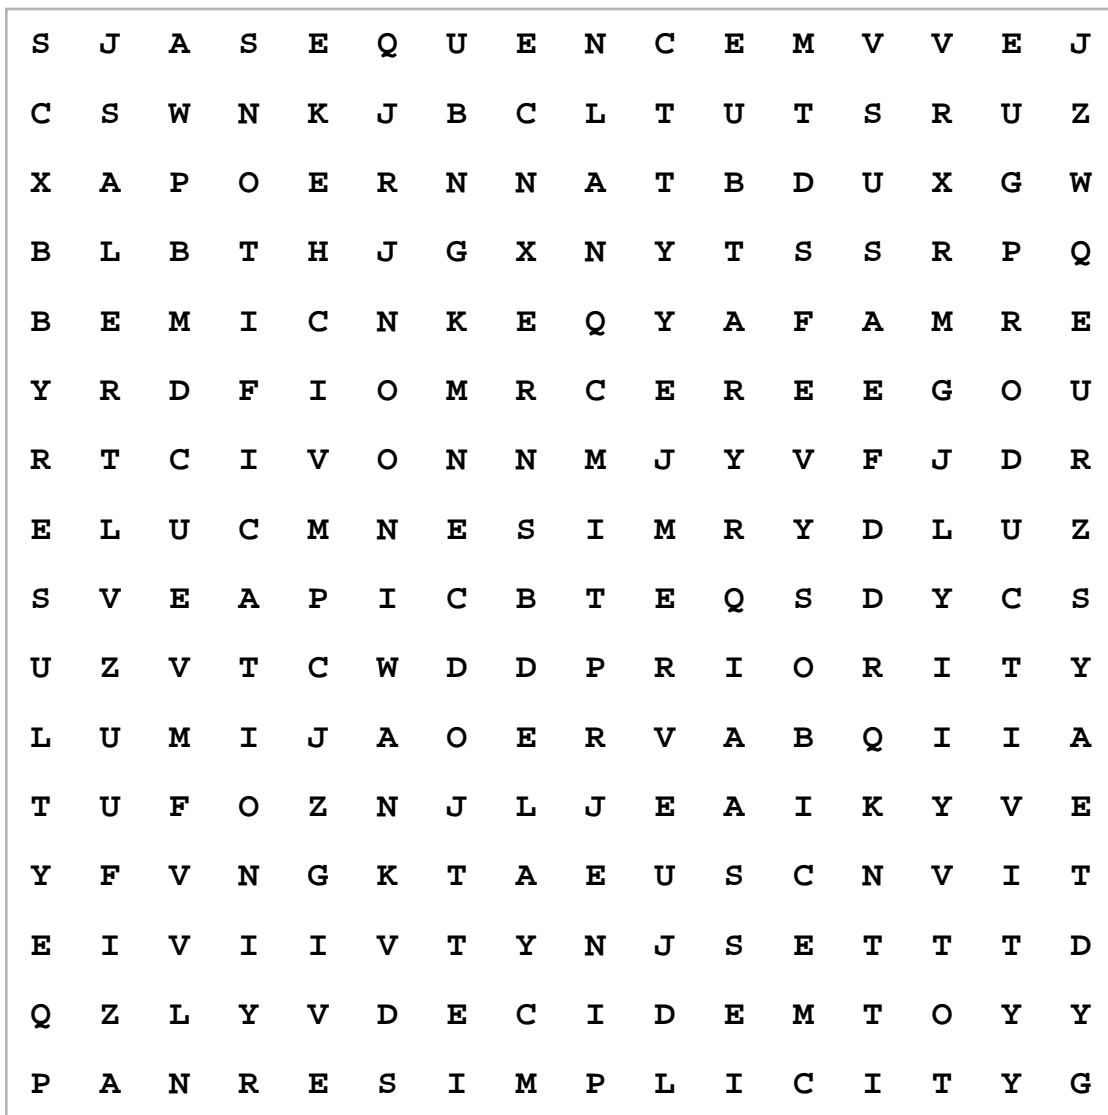 S J A S E Q U E N C E M V V E J
C S W N K J B C L T U T S R U Z
X A P O E R N N A T B D U X G W
B L B T H J G X N Y T S S R P Q
B E M I C N K E Q Y A F A M R E
Y R D F I O M R C E R E E G O U
R T C I V O N N M J Y V F J D R
E L U C M N E S I M R Y D L U Z
S V E A P I C B T E Q S D Y C S
U Z V T C W D D P R I O R I T Y
L U M I J A O E R V A B Q I I A
T U F O Z N J L J E A I K Y V E
Y F V N G K T A E U S C N V I T
E I V I I V T Y N J S E T T T D
Q Z L Y V D E C I D E M T O Y Y
P A N R E S I M P L I C I T Y G